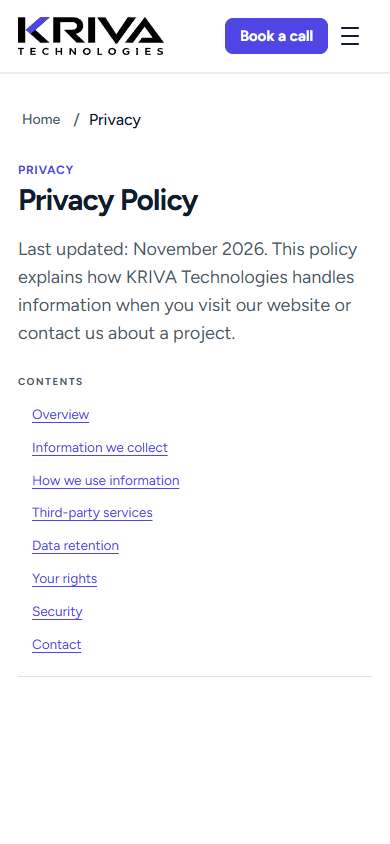 KRIVA
TECHNOLOGIES
Book a call
Home / Privacy
PRIVACY
Privacy Policy
Last updated: November 2026. This policy
explains how KRIVA Technologies handles
information when you visit our website or
contact us about a project.
CONTENTS
Overview
Information we collect
How we use information
Third-party services
Data retention
Your rights
Security
Contact